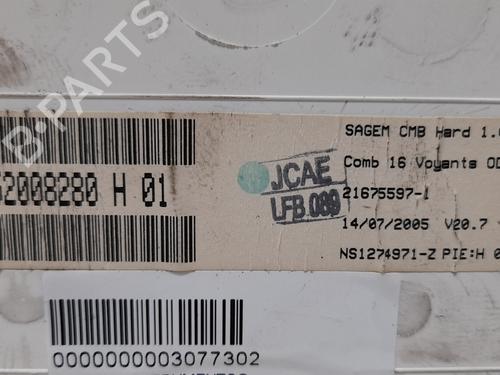 B-PARTS
SAGEM CMB Hard 1.
Comb 16 Voyants
2008280 H 01
JCAE
LFB.080
21675597-1
14/07/2005 V20.7
NS1274971-Z PIE:H
0000000003077302